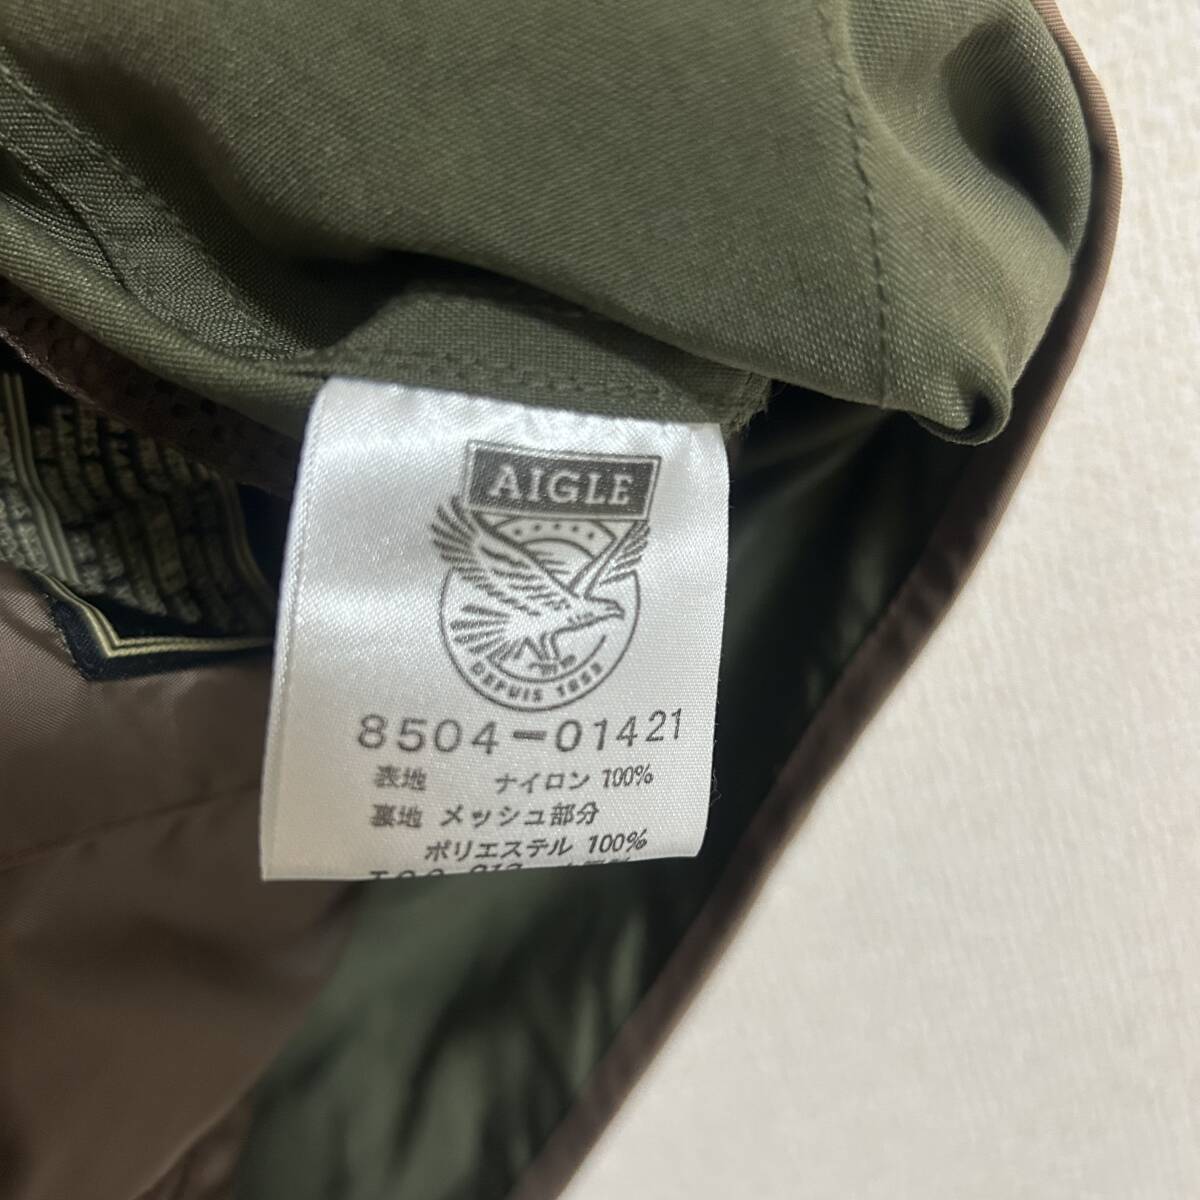 AIGLE
DEPUIS 1853
8504-01421
表地 ナイロン 100%
裏地 メッシュ部分
ポリエステル 100%